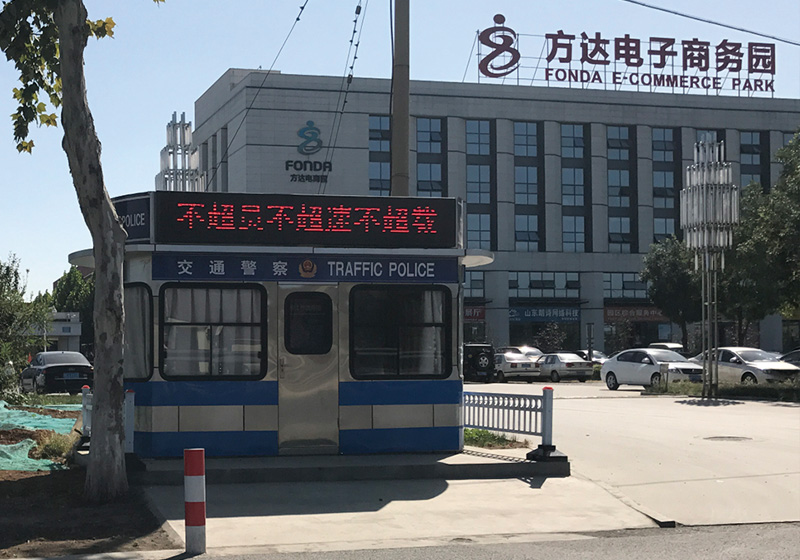 方达电子商务园
FONDA E-COMMERCE PARK
FONDA
方达电商园
POLICE
不超员不超速不超载
交通警察 TRAFFIC POLICE